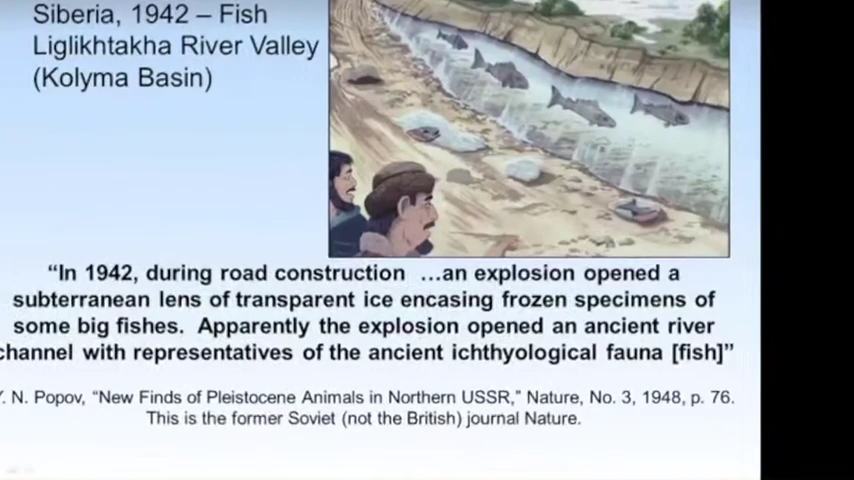 Siberia, 1942 – Fish
Liglikhtakha River Valley
(Kolyma Basin)
“In 1942, during road construction …an explosion opened a
subterranean lens of transparent ice encasing frozen specimens of
some big fishes. Apparently the explosion opened an ancient river
channel with representatives of the ancient ichthyological fauna [fish]”
Y. N. Popov, “New Finds of Pleistocene Animals in Northern USSR,” Nature, No. 3, 1948, p. 76.
This is the former Soviet (not the British) journal Nature.